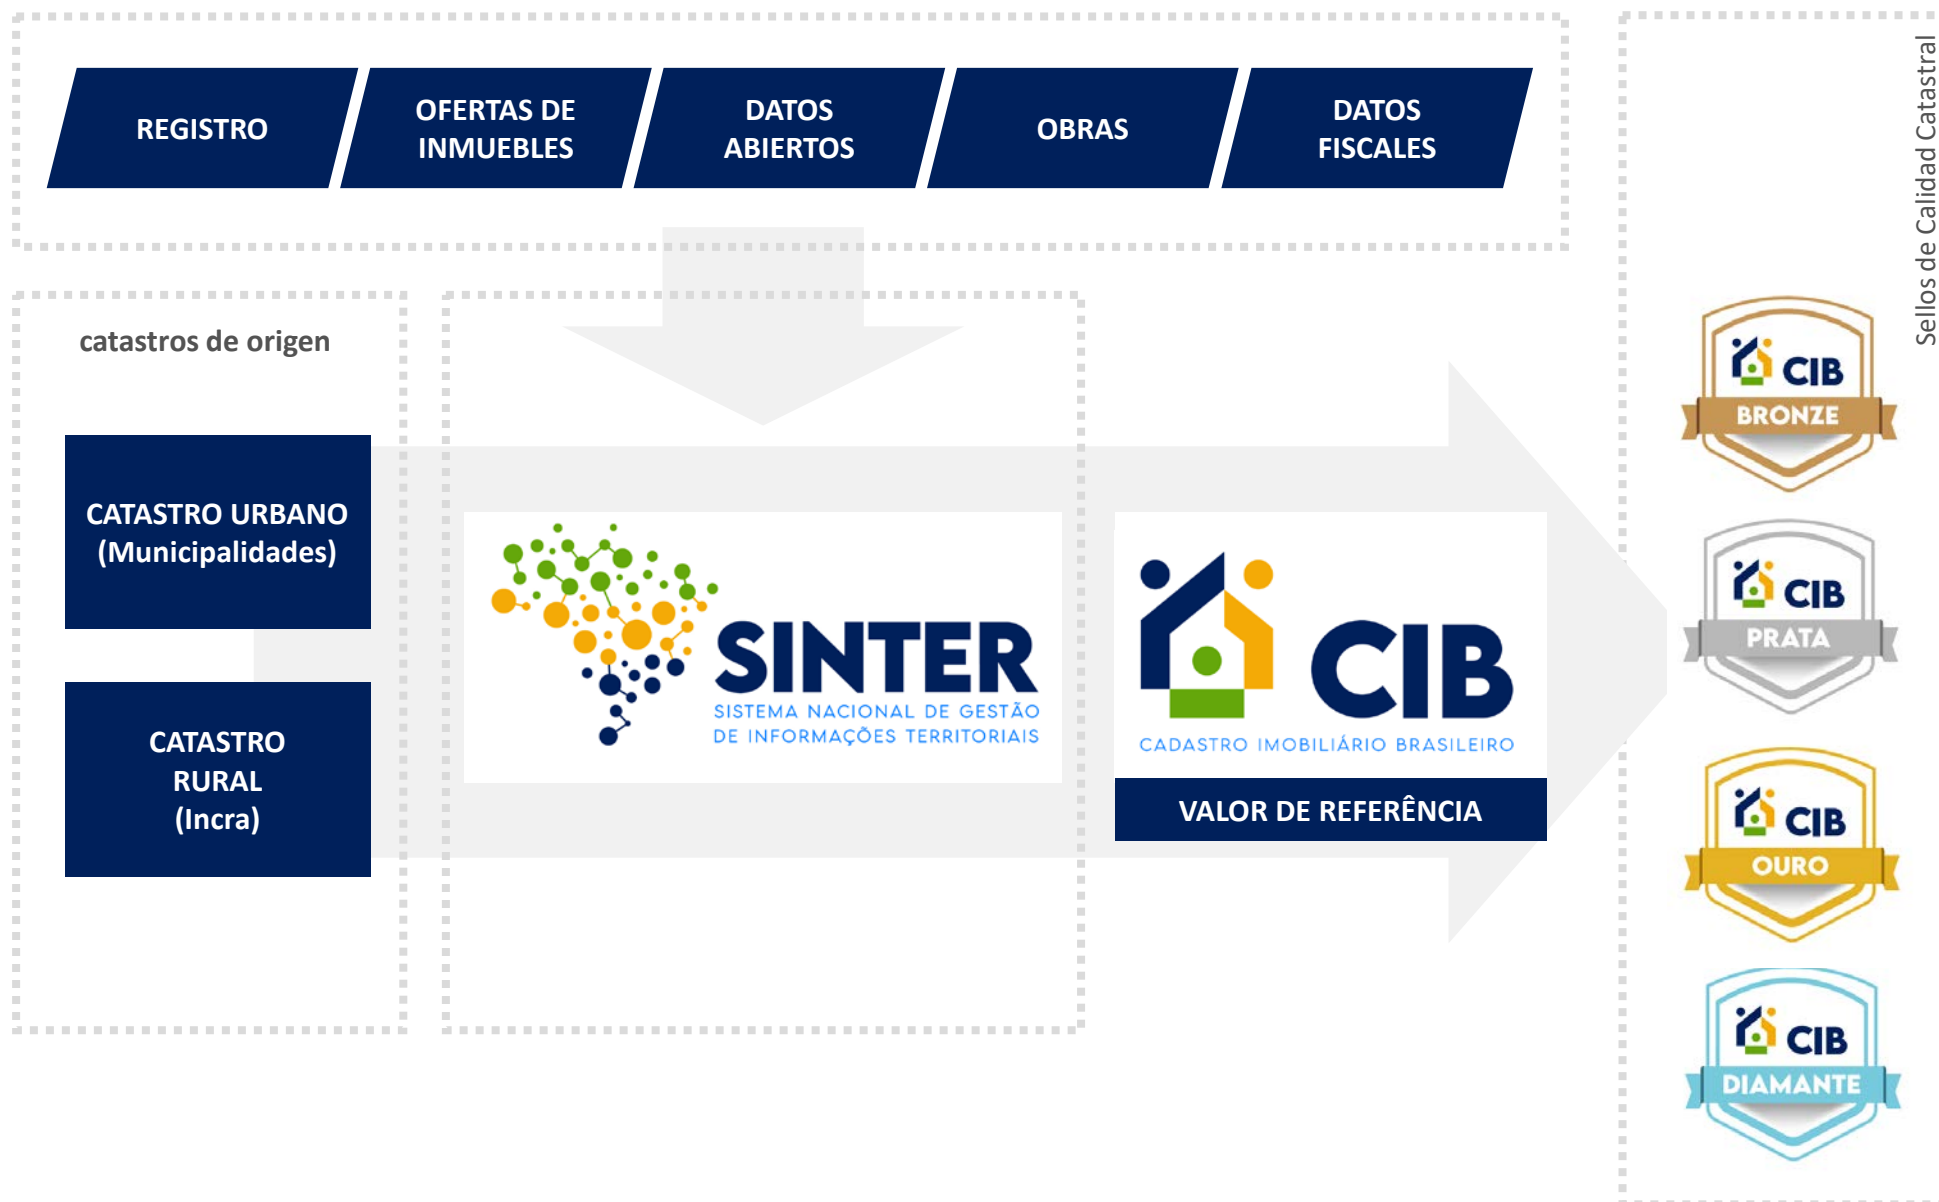 REGISTRO
OFERTAS DE
INMUEBLES
DATOS
ABIERTOS
OBRAS
DATOS
FISCALES
catastros de origen
CATASTRO URBANO
(Municipalidades)
CATASTRO
RURAL
(Incra)
SINTER
SISTEMA NACIONAL DE GESTÃO
DE INFORMAÇÕES TERRITORIAIS
CIB
CADASTRO IMOBILIÁRIO BRASILEIRO
VALOR DE REFERÊNCIA
Sellos de Calidad Catastral
CIB
BRONZE
CIB
PRATA
CIB
OURO
CIB
DIAMANTE